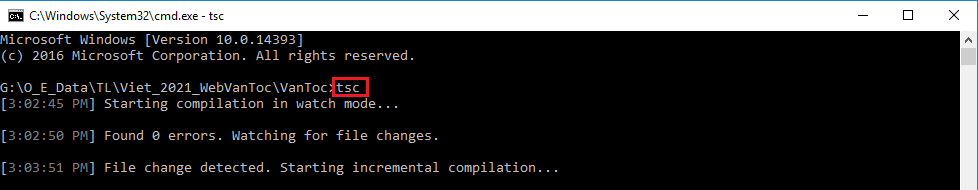 C:\Windows\System32\cmd.exe - tsc
Microsoft Windows [Version 10.0.14393]
(c) 2016 Microsoft Corporation. All rights reserved.
G:\O_E_Data\TL\Viet_2021_WebVanToc\VanToc>tsc
[3:02:45 PM] Starting compilation in watch mode...
[3:02:50 PM] Found 0 errors. Watching for file changes.
[3:03:51 PM] File change detected. Starting incremental compilation...